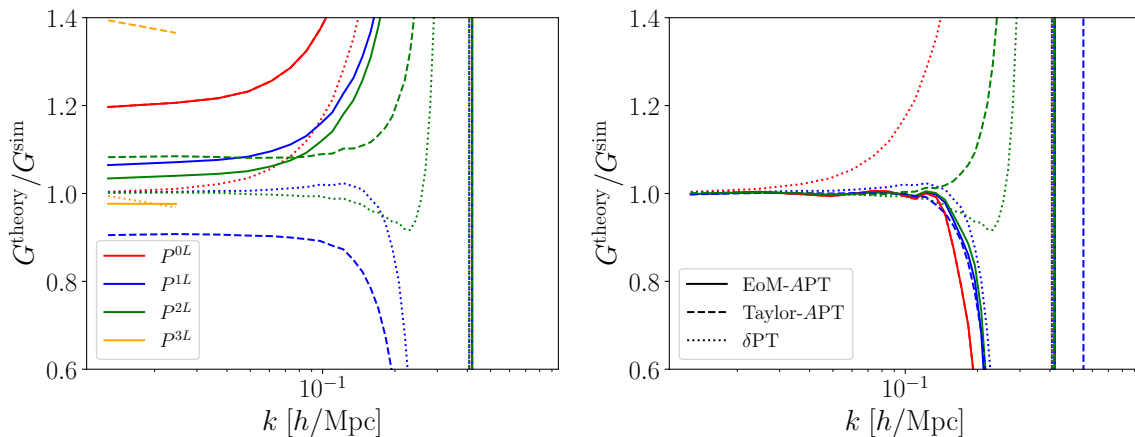 1.4
1.2
1.0
0.8
0.6
G^theory/G^sim
P^0L
P^1L
P^2L
P^3L
10^−1
k [h/Mpc]
1.4
1.2
1.0
0.8
0.6
G^theory/G^sim
EoM-APT
Taylor-APT
δPT
10^−1
k [h/Mpc]